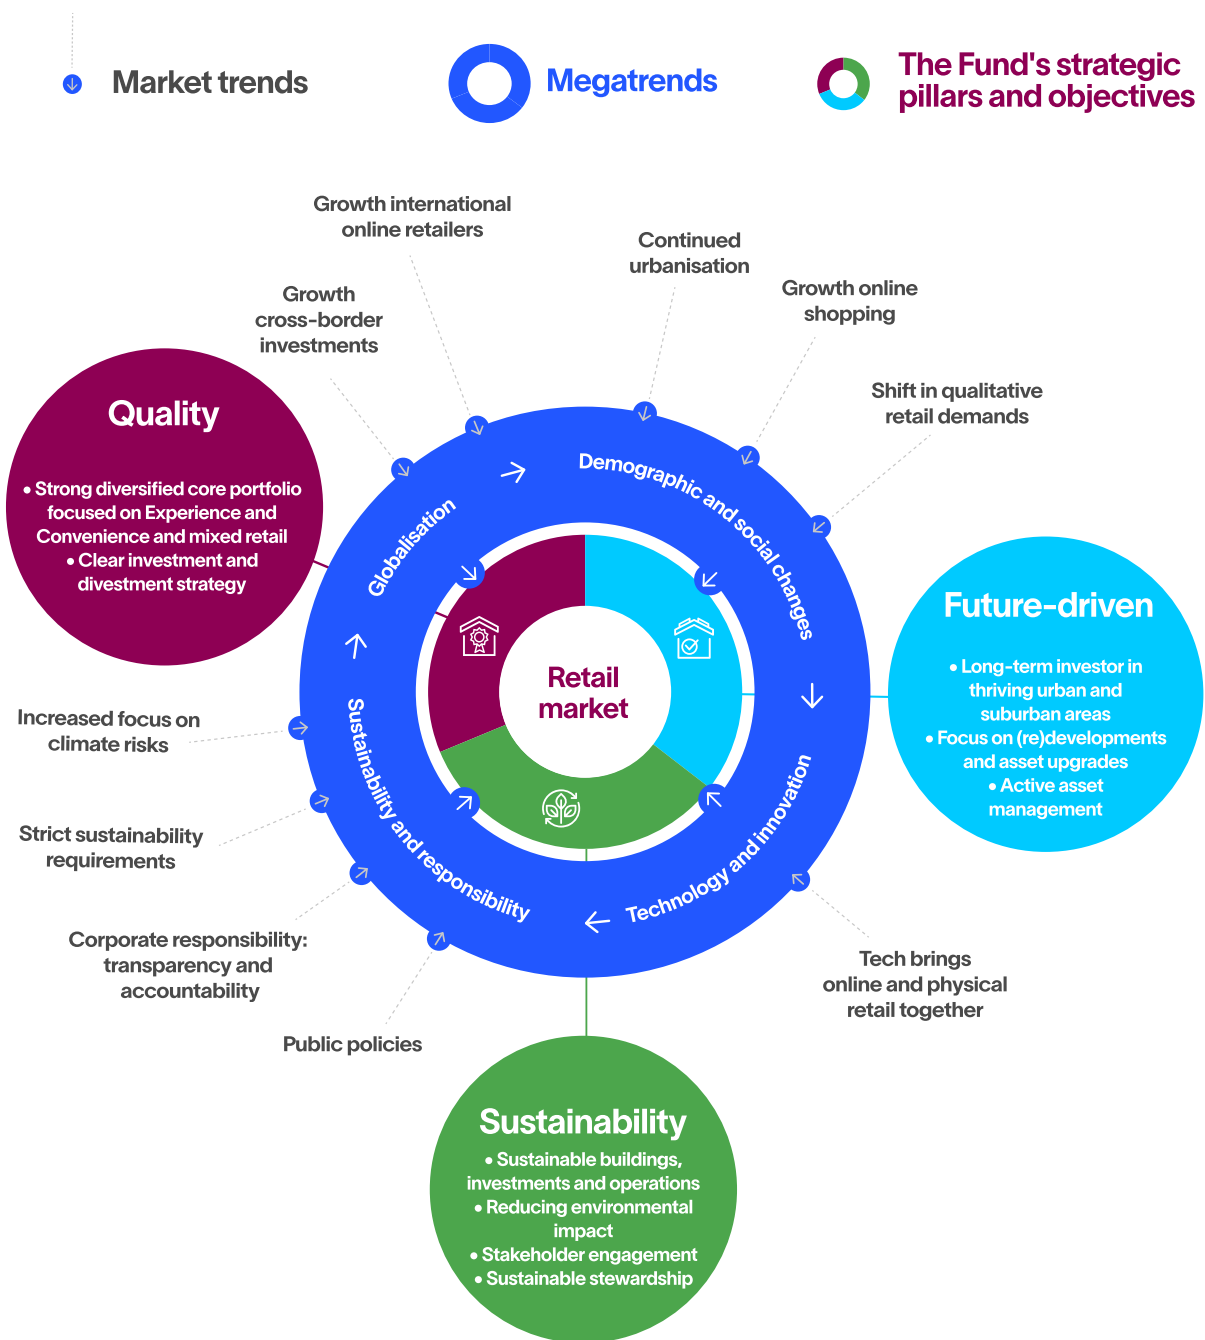 Market trends
Megatrends
The Fund's strategic
pillars and objectives
Growth international
online retailers
Continued
urbanisation
Growth online
shopping
Growth
cross-border
investments
Shift in qualitative
retail demands
Quality
• Strong diversified core portfolio
focused on Experience and
Convenience and mixed retail
• Clear investment and
divestment strategy
Globalisation
Demographic and social changes
Technology and innovation
Sustainability and responsibility
Retail
market
Future-driven
• Long-term investor in
thriving urban and
suburban areas
• Focus on (re)developments
and asset upgrades
• Active asset
management
Increased focus on
climate risks
Strict sustainability
requirements
Corporate responsibility:
transparency and
accountability
Public policies
Tech brings
online and physical
retail together
Sustainability
• Sustainable buildings,
investments and operations
• Reducing environmental
impact
• Stakeholder engagement
• Sustainable stewardship